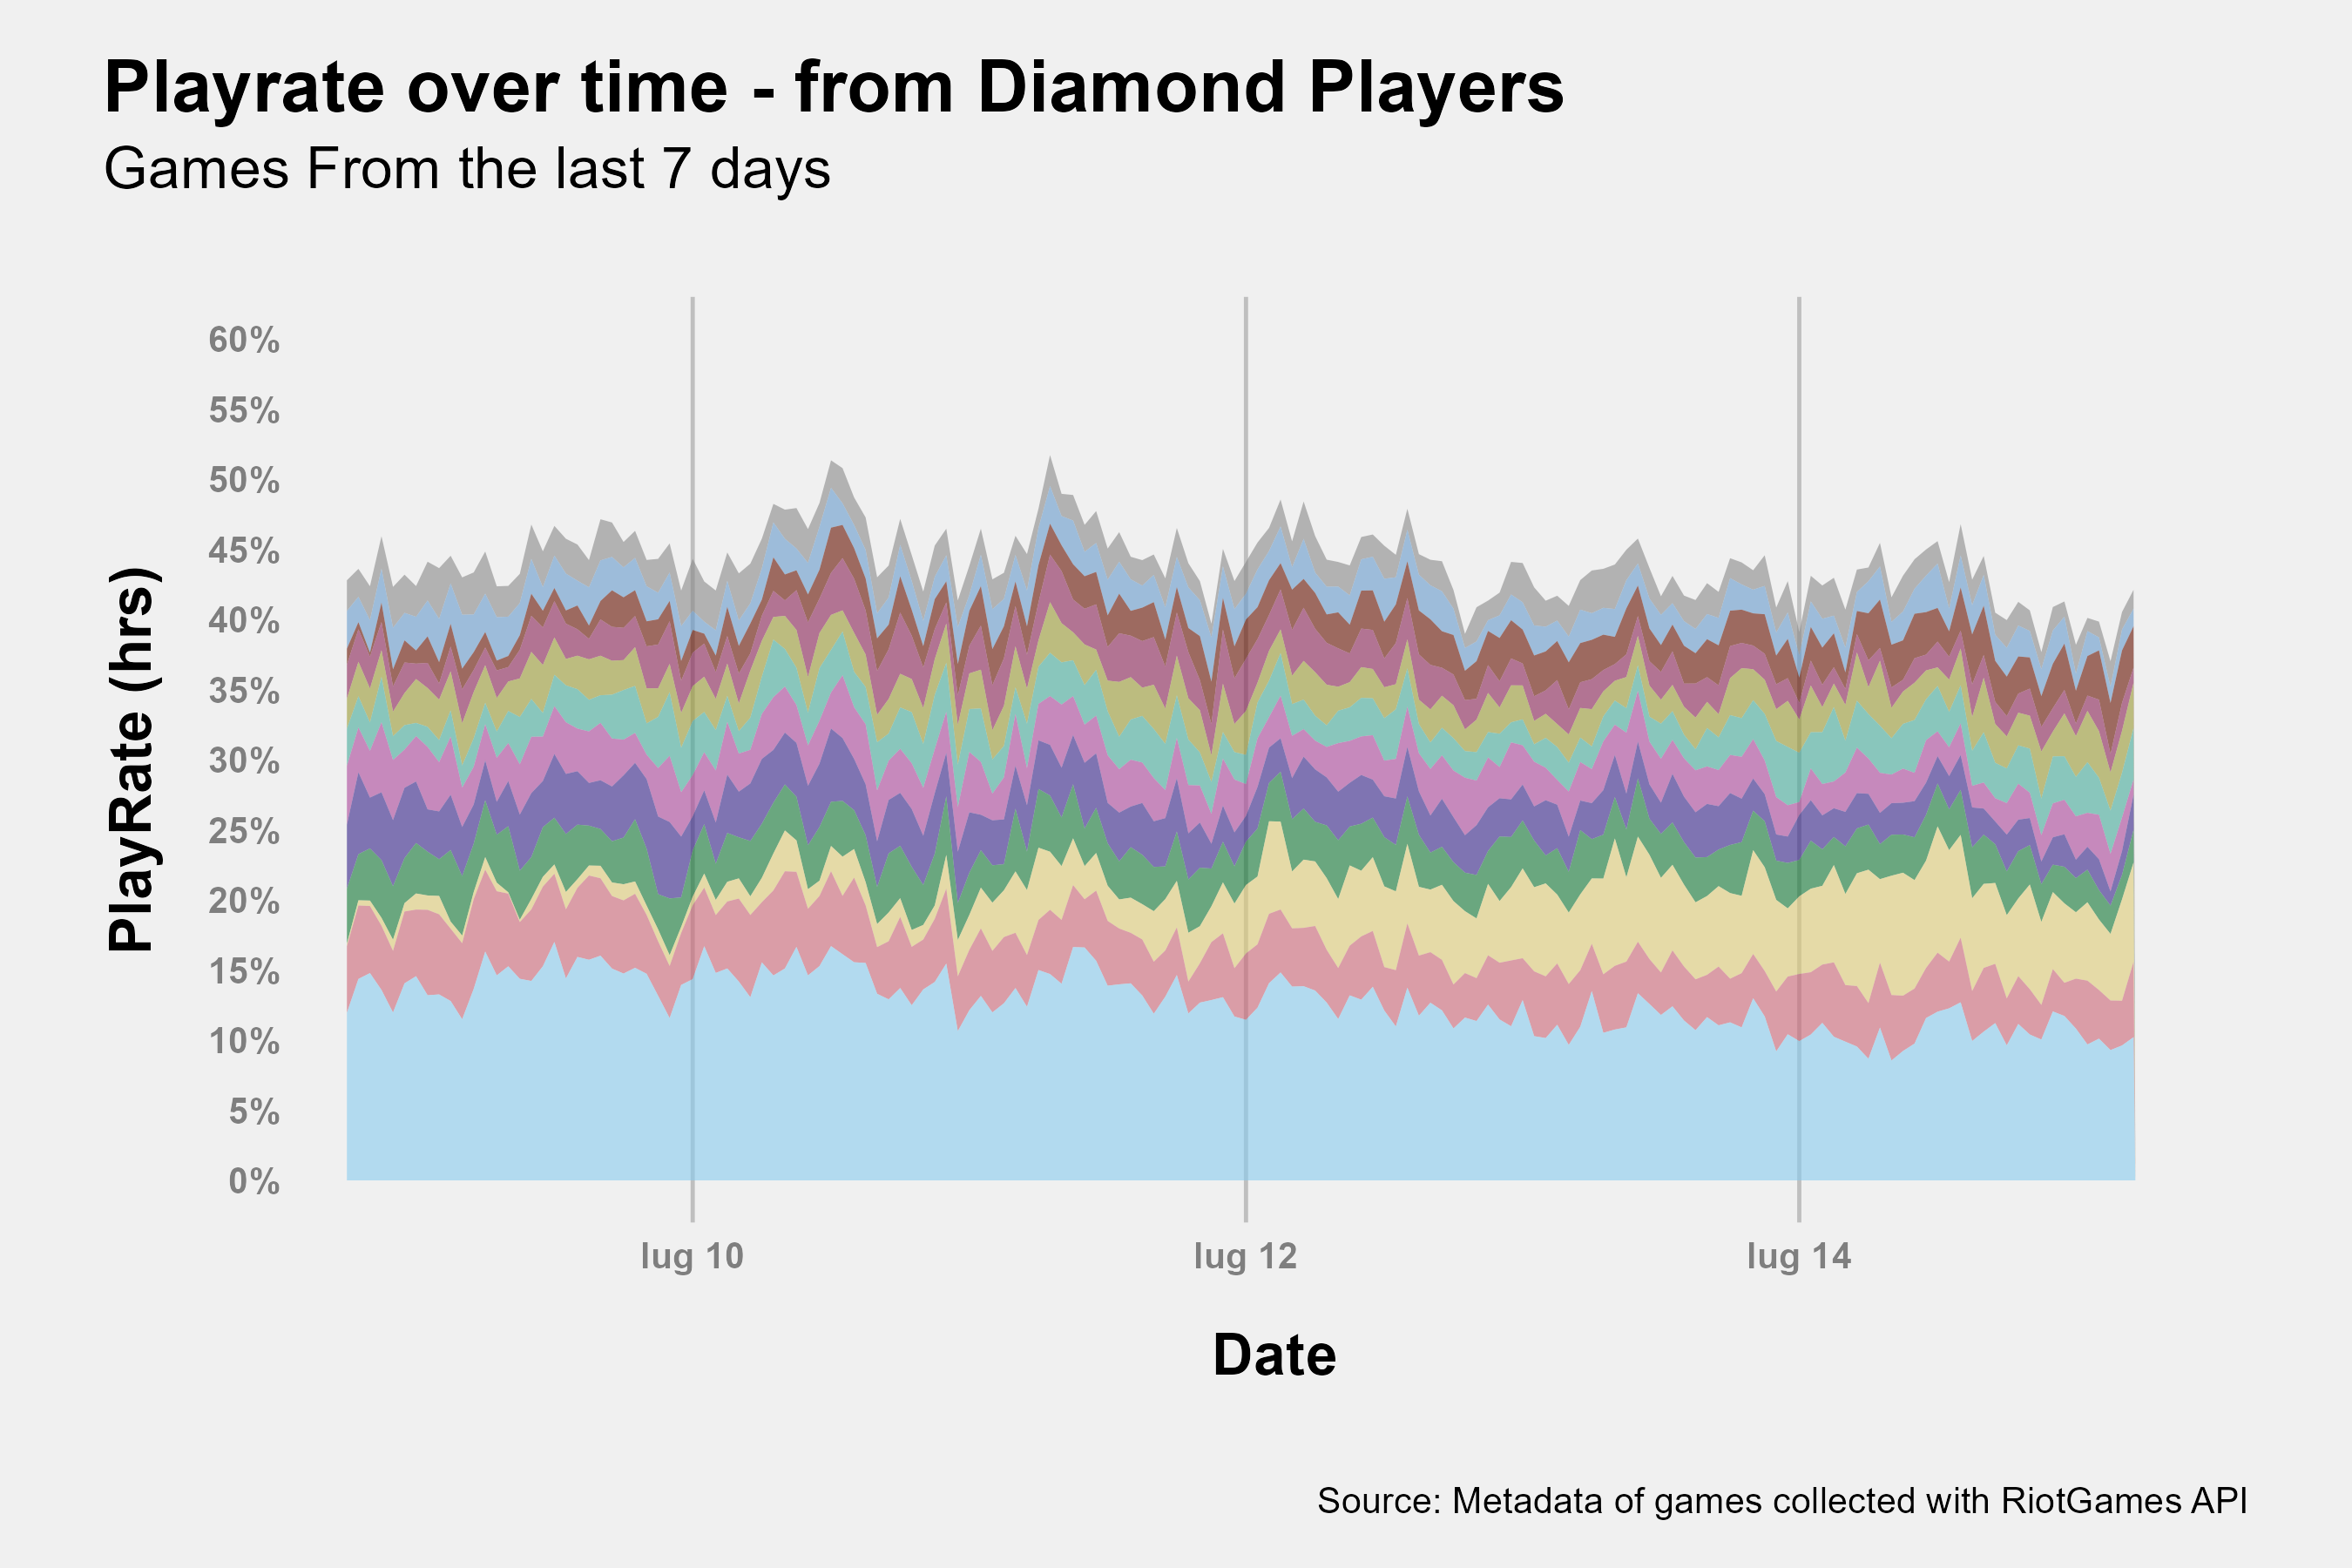 Playrate over time - from Diamond Players
Games From the last 7 days
60%
55%
50%
45%
40%
35%
30%
25%
20%
15%
10%
5%
0%
PlayRate (hrs)
lug 10
lug 12
lug 14
Date
Source: Metadata of games collected with RiotGames API